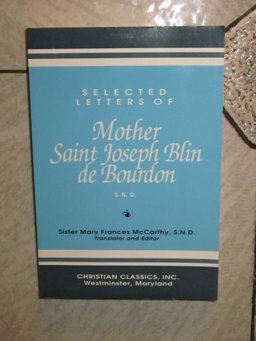 SELECTED
LETTERS OF
Mother
Saint Joseph Blin
de Bourdon
S.N.D.
Sister Mary Frances McCarthy, S.N.D.
Translator and Editor
CHRISTIAN CLASSICS, INC.
Westminster, Maryland